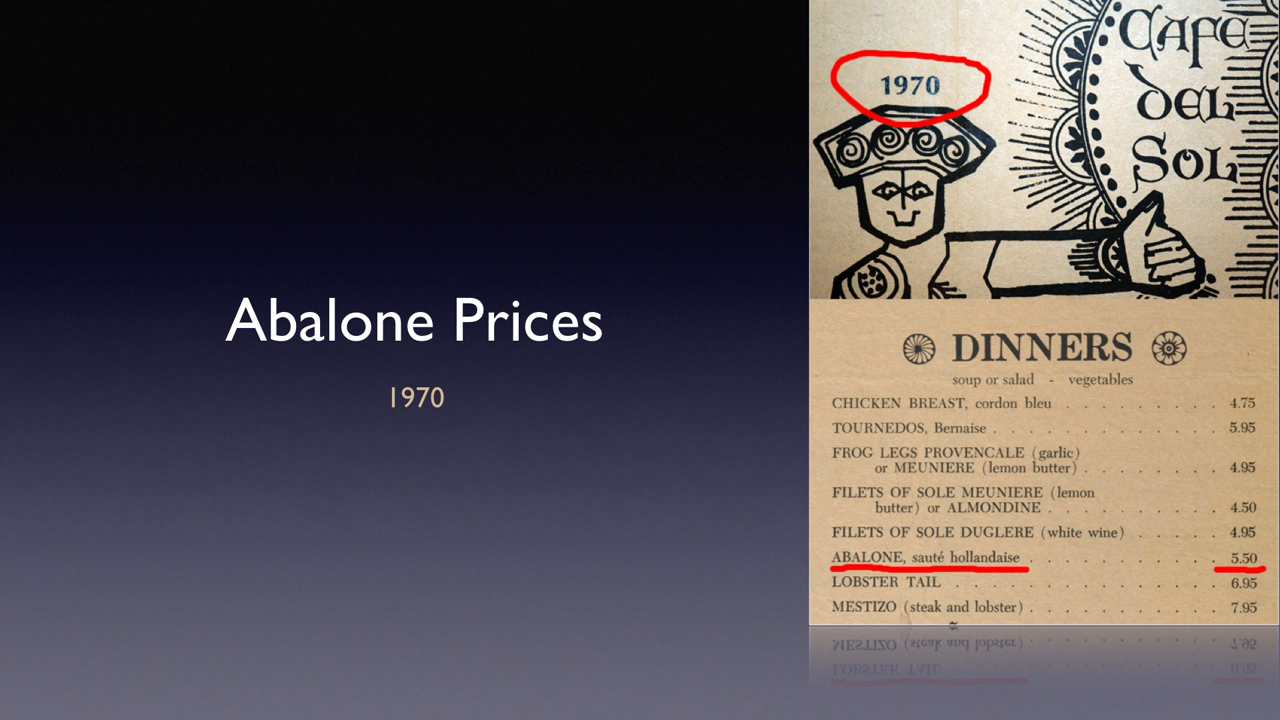 Abalone Prices
1970
1970
CAFE
DEL
SOL
DINNERS
soup or salad - vegetables
CHICKEN BREAST, cordon bleu . . . . . . . . . 4.75
TOURNEDOS, Bernaise . . . . . . . . . . . . 5.95
FROG LEGS PROVENCALE (garlic)
or MEUNIERE (lemon butter) . . . . . . . . 4.95
FILETS OF SOLE MEUNIERE (lemon
butter) or ALMONDINE . . . . . . . . . . 4.50
FILETS OF SOLE DUGLERE (white wine) . . . . . 4.95
ABALONE, sauté hollandaise . . . . . . . . . . . 5.50
LOBSTER TAIL . . . . . . . . . . . . . . 6.95
MESTIZO (steak and lobster) . . . . . . . . . . . 7.95